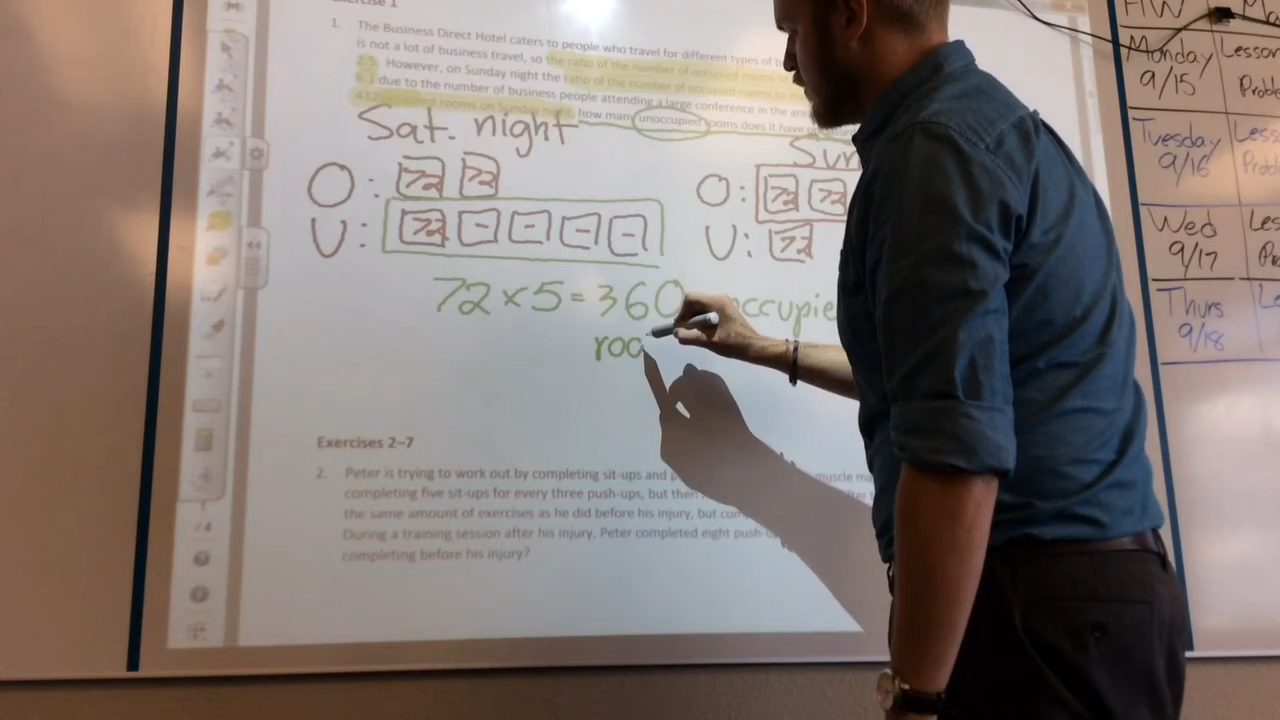 Exercise 1
1. The Business Direct Hotel caters to people who travel for different types of
is not a lot of business travel, so the ratio of the number of occupied rooms
2:5. However, on Sunday night the ratio of the number of occupied rooms to
6:1 due to the number of business people attending a large conference in the
432 occupied rooms on Sunday night, how many unoccupied rooms does it have
Sat. night
O: 72 72
U: 72 - - - -
Sun
O: 72 72
U: 72
72 × 5 = 360 occupie
roo
Exercises 2–7
2. Peter is trying to work out by completing sit-ups and muscle
completing five sit-ups for every three push-ups, but then
the same amount of exercises as he did before his injury, but
During a training session after his injury, Peter completed eight push-
completing before his injury?
HW
Monday Lesson
9/15 Proble
Tuesday Less
9/16 Probl
Wed Les
9/17
Thurs
9/18